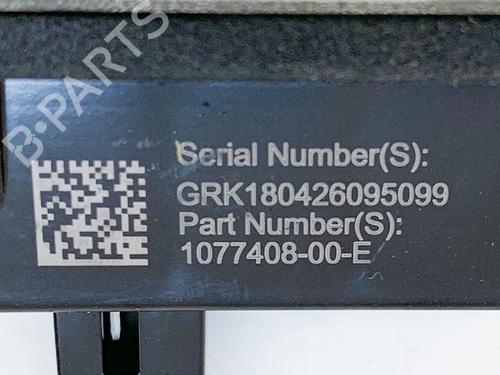 B-PARTS
Serial Number(S):
GRK180426095099
Part Number(S):
1077408-00-E